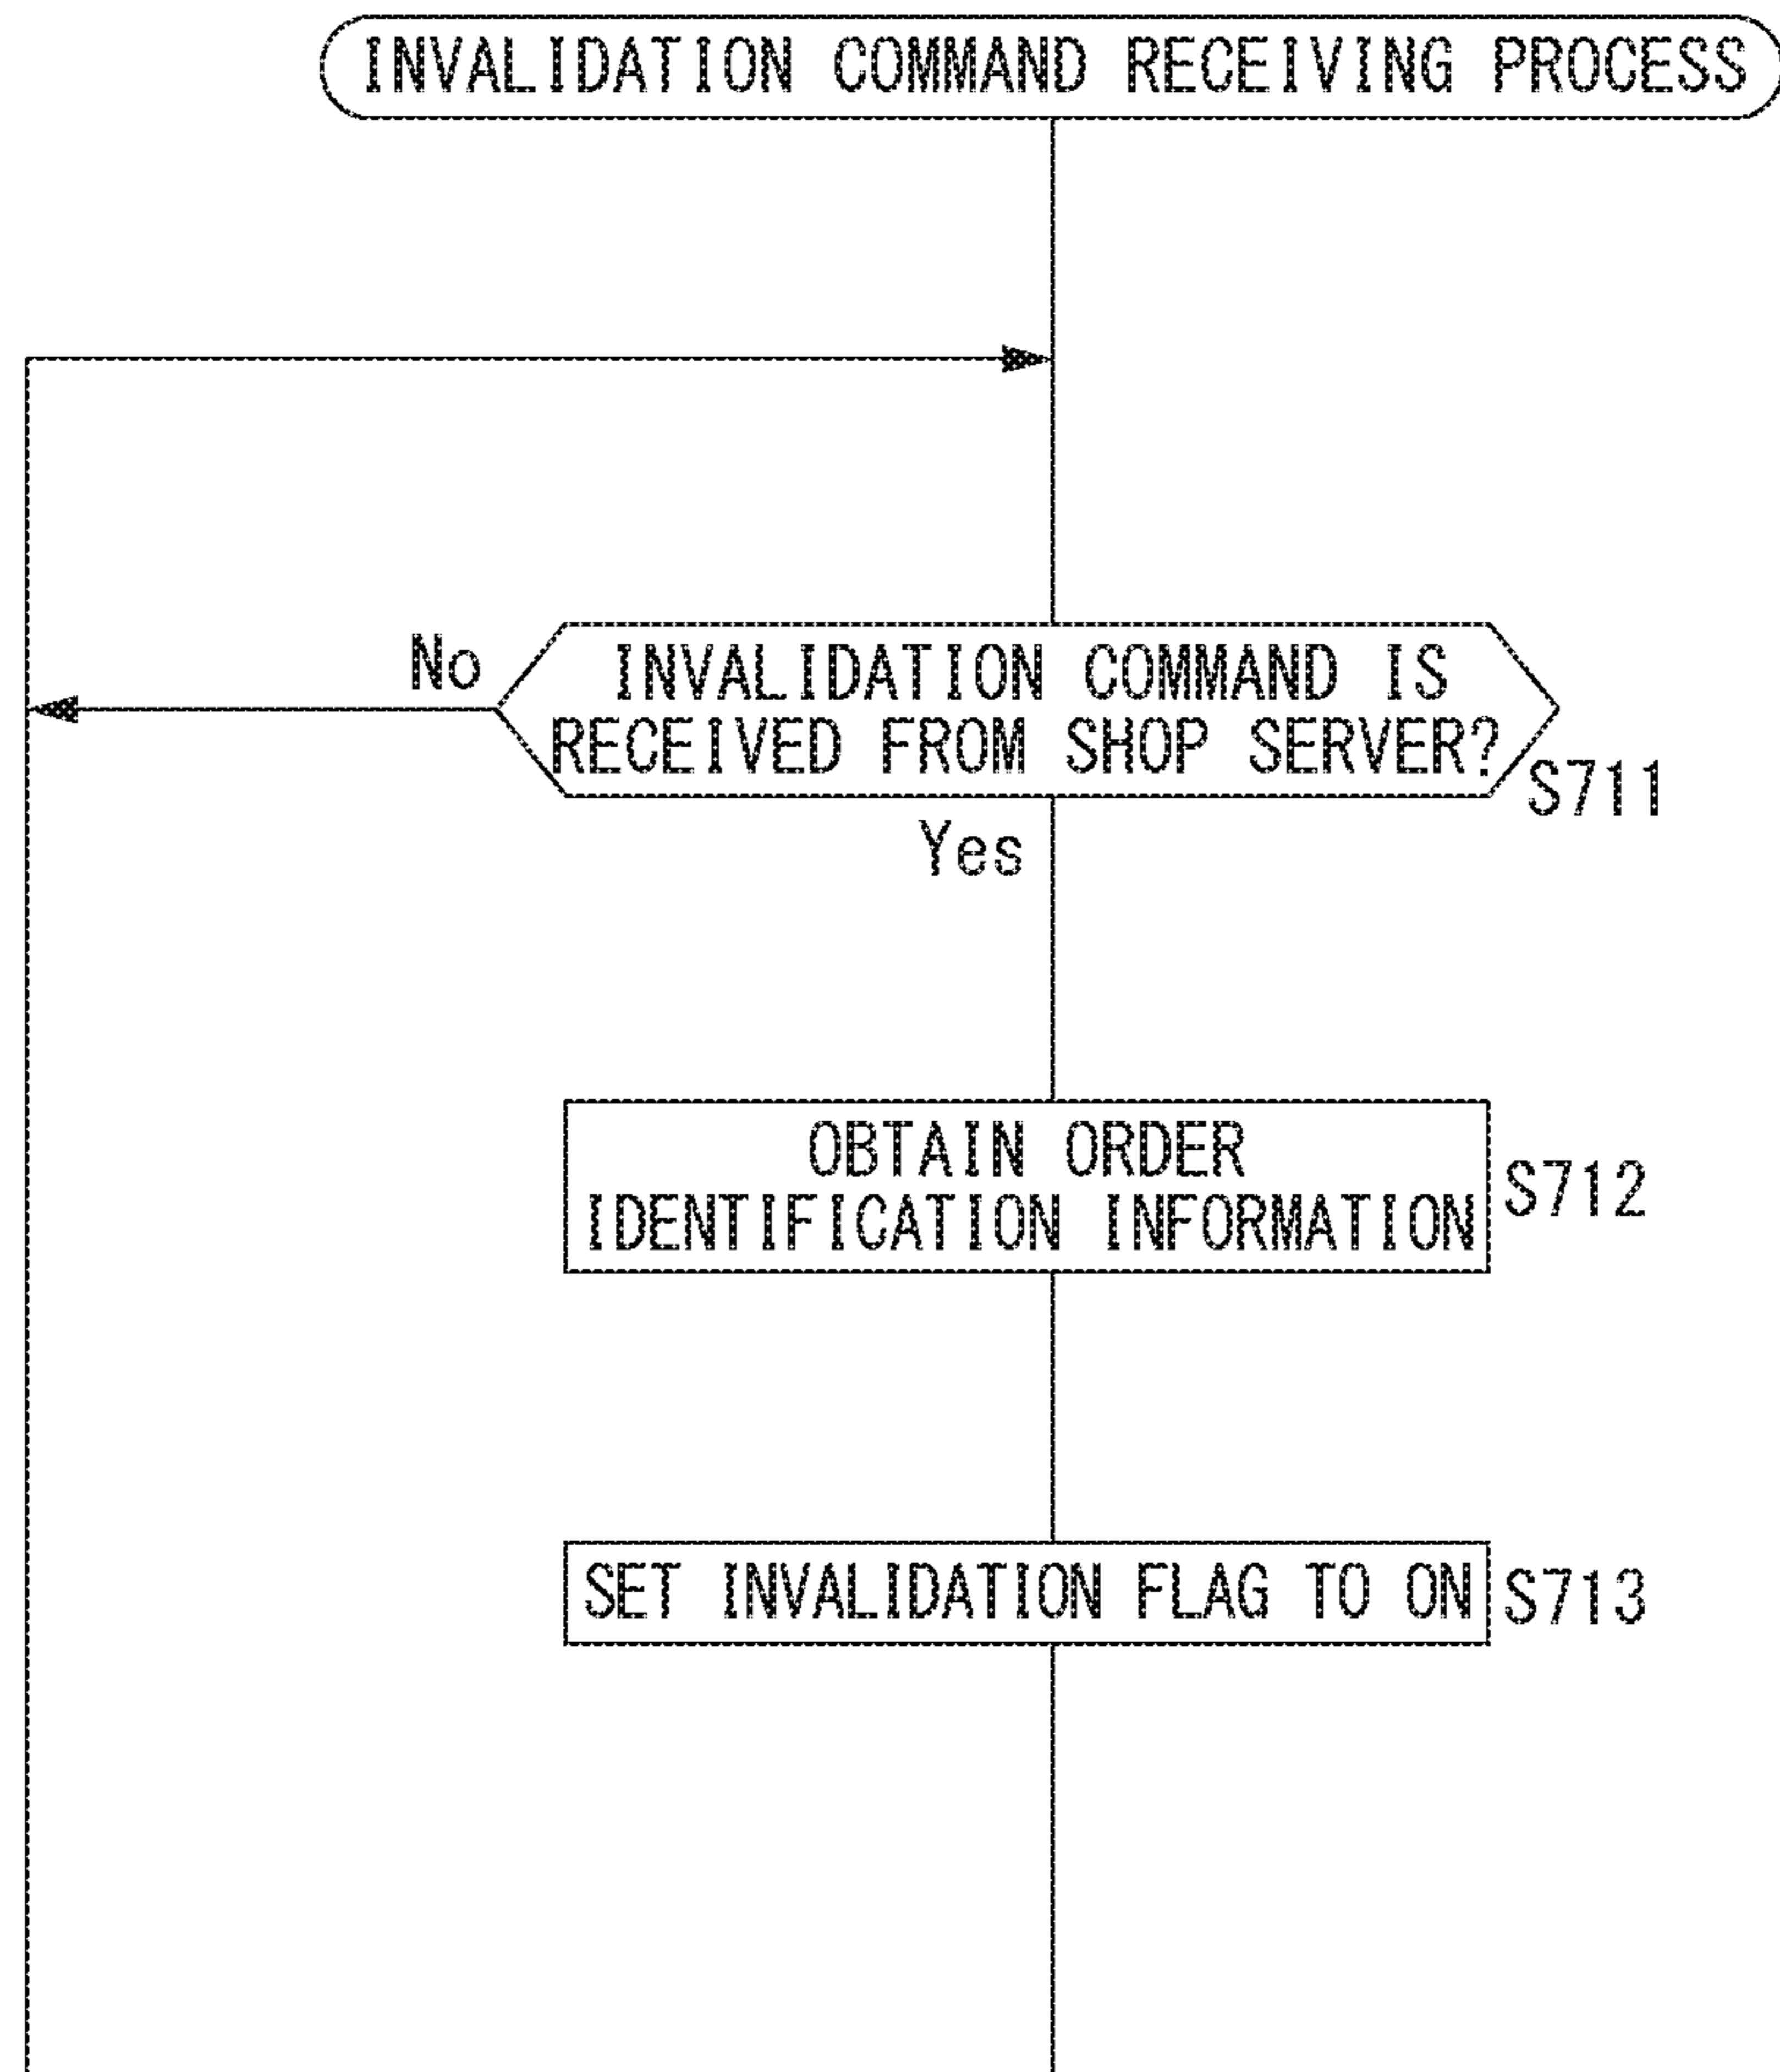 INVALIDATION COMMAND RECEIVING PROCESS
No
INVALIDATION COMMAND IS
RECEIVED FROM SHOP SERVER?
S711
Yes
OBTAIN ORDER
IDENTIFICATION INFORMATION
S712
SET INVALIDATION FLAG TO ON
S713